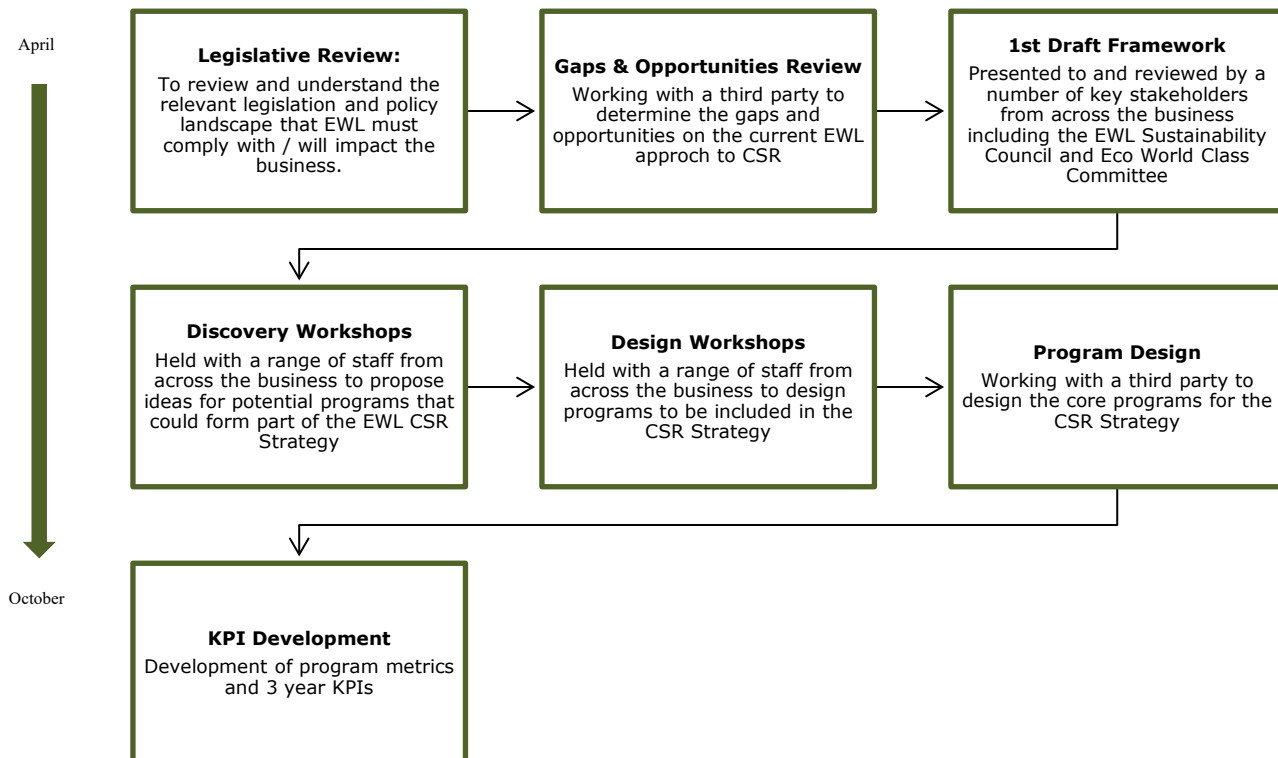 April
Legislative Review:
To review and understand the
relevant legislation and policy
landscape that EWL must
comply with / will impact the
business.
Gaps & Opportunities Review
Working with a third party to
determine the gaps and
opportunities on the current EWL
approch to CSR
1st Draft Framework
Presented to and reviewed by a
number of key stakeholders
from across the business
including the EWL Sustainability
Council and Eco World Class
Committee
Discovery Workshops
Held with a range of staff from
across the business to propose
ideas for potential programs that
could form part of the EWL CSR
Strategy
Design Workshops
Held with a range of staff from
across the business to design
programs to be included in the
CSR Strategy
Program Design
Working with a third party to
design the core programs for the
CSR Strategy
October
KPI Development
Development of program metrics
and 3 year KPIs